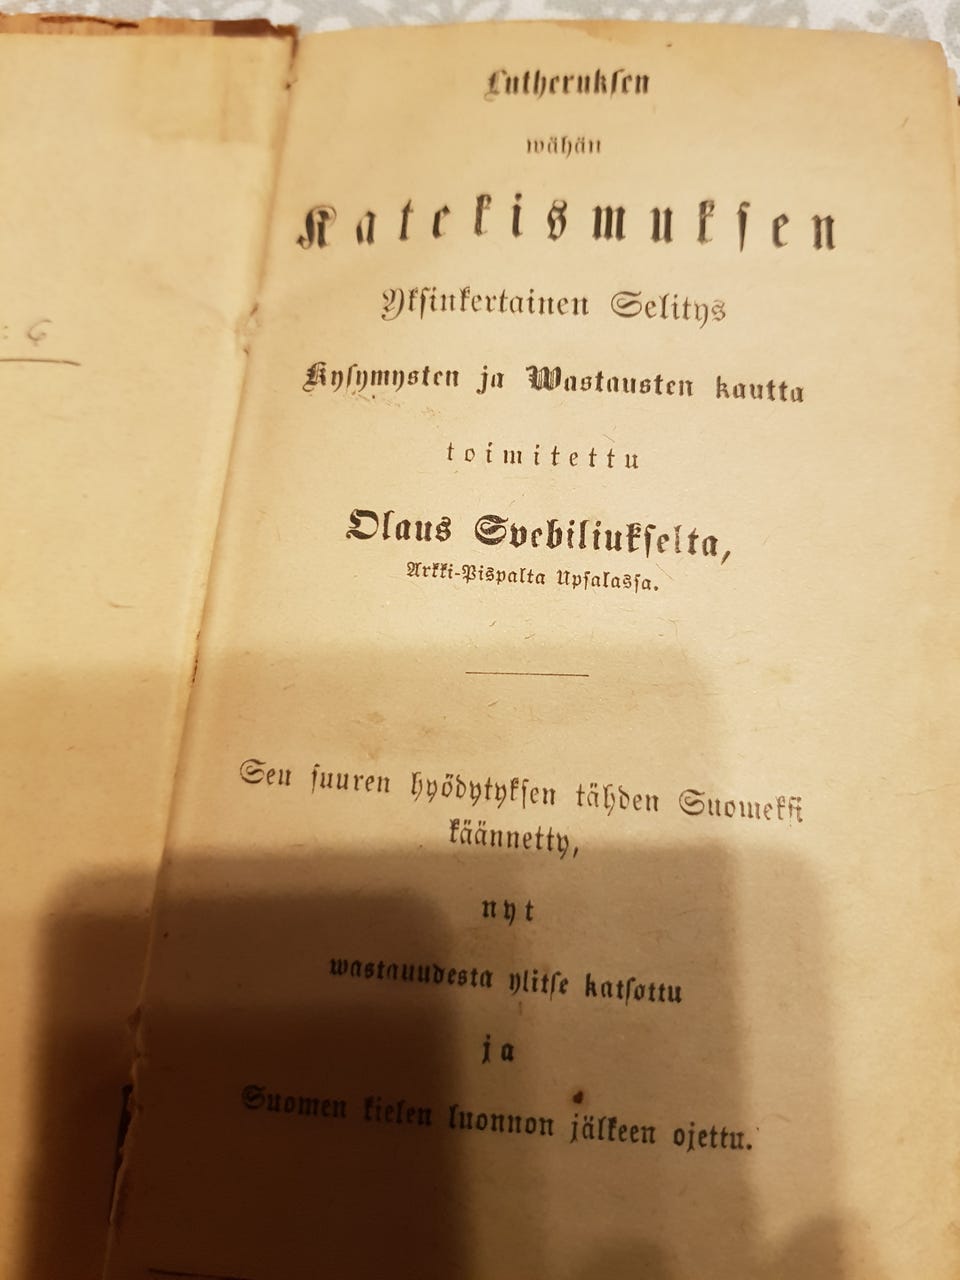 Lutheruksen
wähän
Katekismuksen
Yksinkertainen Selitys
Kysymysten ja Wastausten kautta
toimitettu
Olaus Svebiliukselta,
Arkki-Pispalta Upsalassa.
Sen suuren hyödytyksen tähden Suomeksi
käännetty,
nyt
wastauudesta ylitse katsottu
ja
Suomen kielen luonnon jälkeen ojettu.